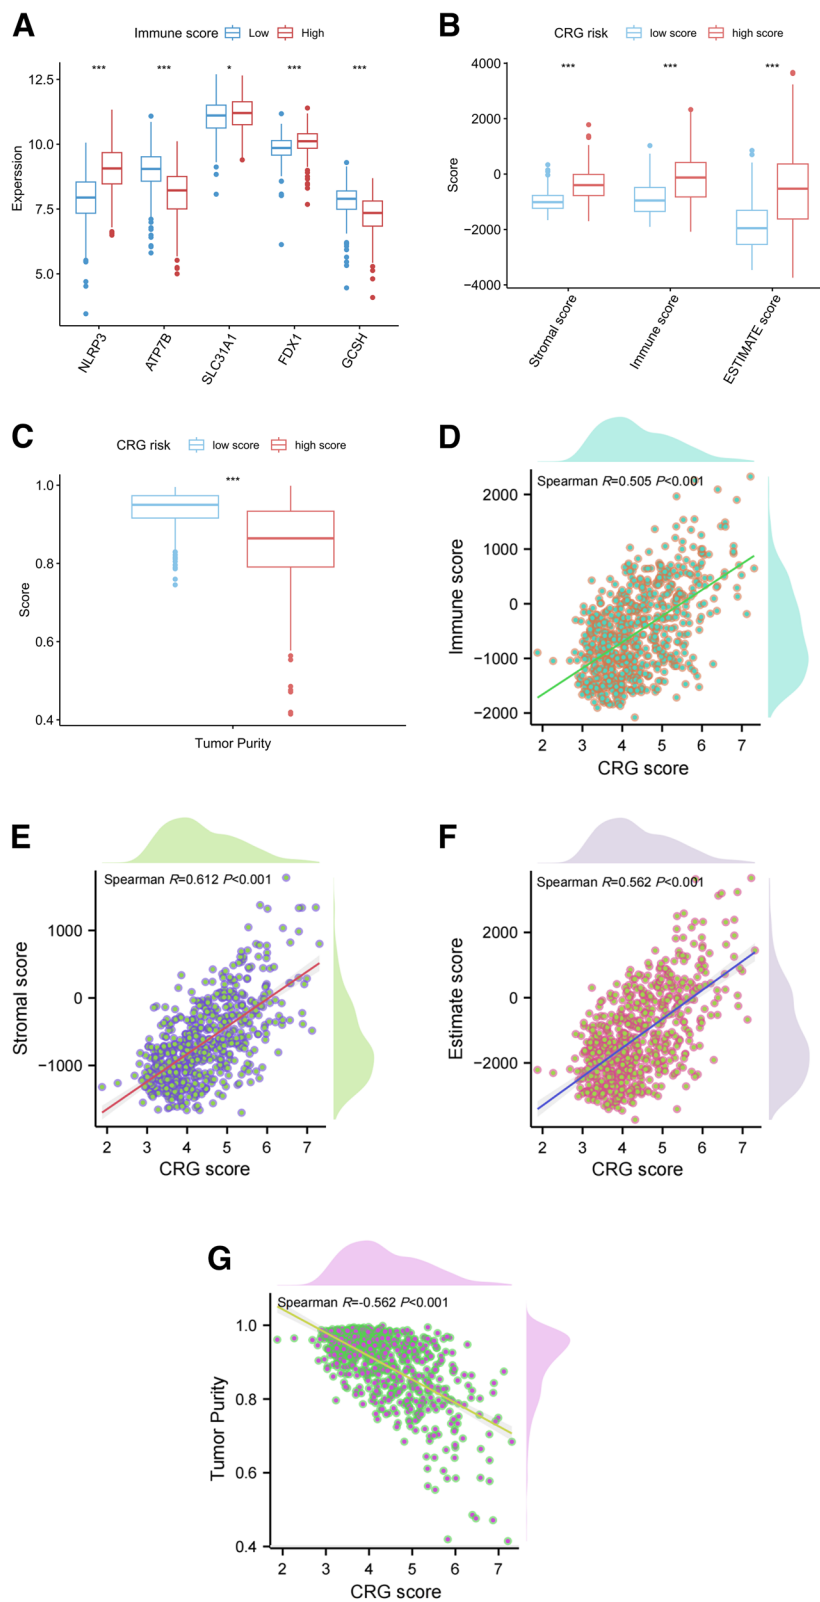 A
Immune score Low High
Experssion
12.5
10.0
7.5
5.0
*** *** * *** ***
NLRP3 ATP7B SLC31A1 FDX1 GCSH
B
CRG risk low score high score
Score
4000
2000
0
−2000
−4000
*** *** ***
Stromal score Immune score ESTIMATE score
C
CRG risk low score high score
Score
1.0
0.8
0.6
0.4
***
Tumor Purity
D
Spearman R=0.505 P<0.001
Immune score
2000
1000
0
−1000
−2000
2 3 4 5 6 7
CRG score
E
Spearman R=0.612 P<0.001
Stromal score
1000
0
−1000
2 3 4 5 6 7
CRG score
F
Spearman R=0.562 P<0.001
Estimate score
2000
0
−2000
2 3 4 5 6 7
CRG score
G
Spearman R=-0.562 P<0.001
Tumor Purity
1.0
0.8
0.6
0.4
2 3 4 5 6 7
CRG score